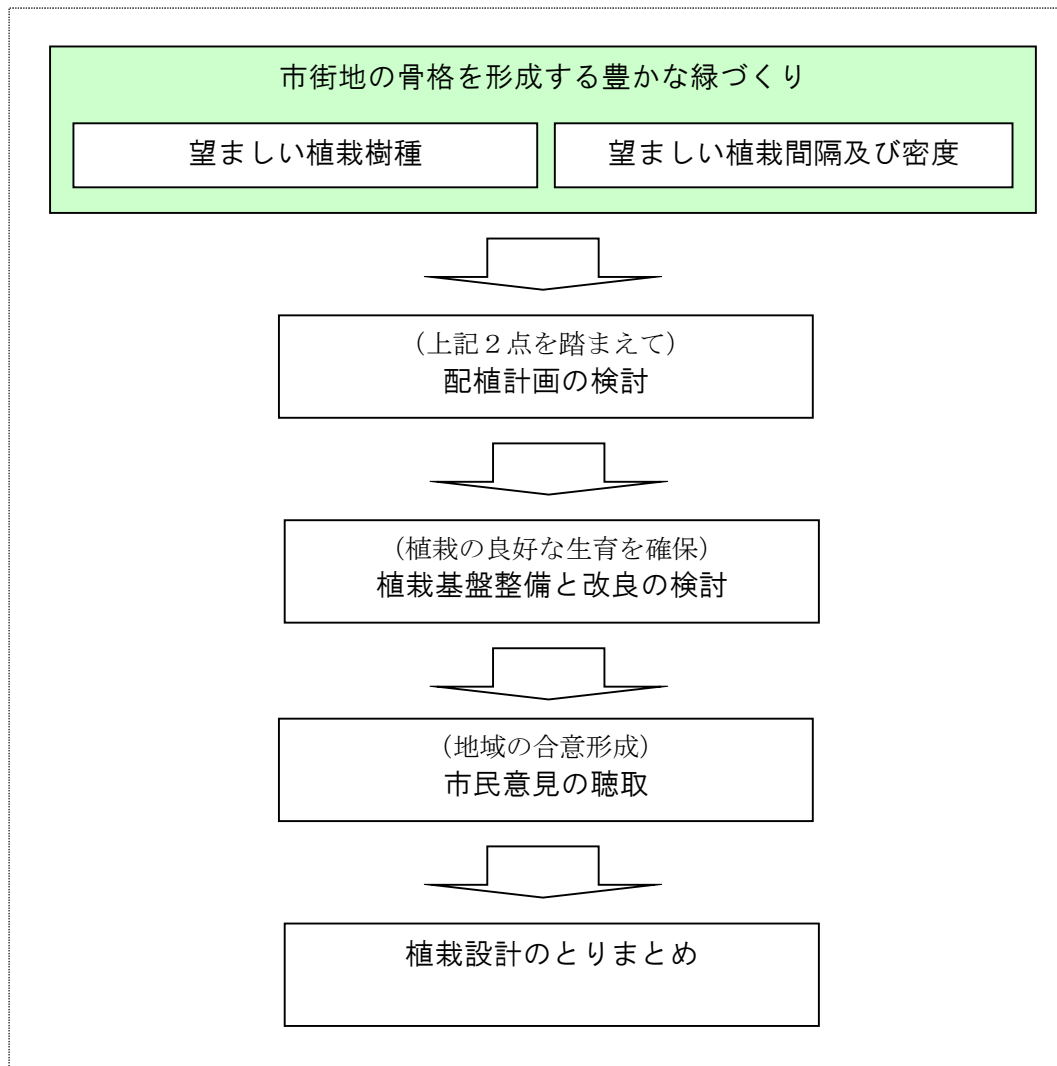 市街地の骨格を形成する豊かな緑づくり
望ましい植栽樹種
望ましい植栽間隔及び密度
(上記２点を踏まえて)
配植計画の検討
(植栽の良好な生育を確保)
植栽基盤整備と改良の検討
(地域の合意形成)
市民意見の聴取
植栽設計のとりまとめ